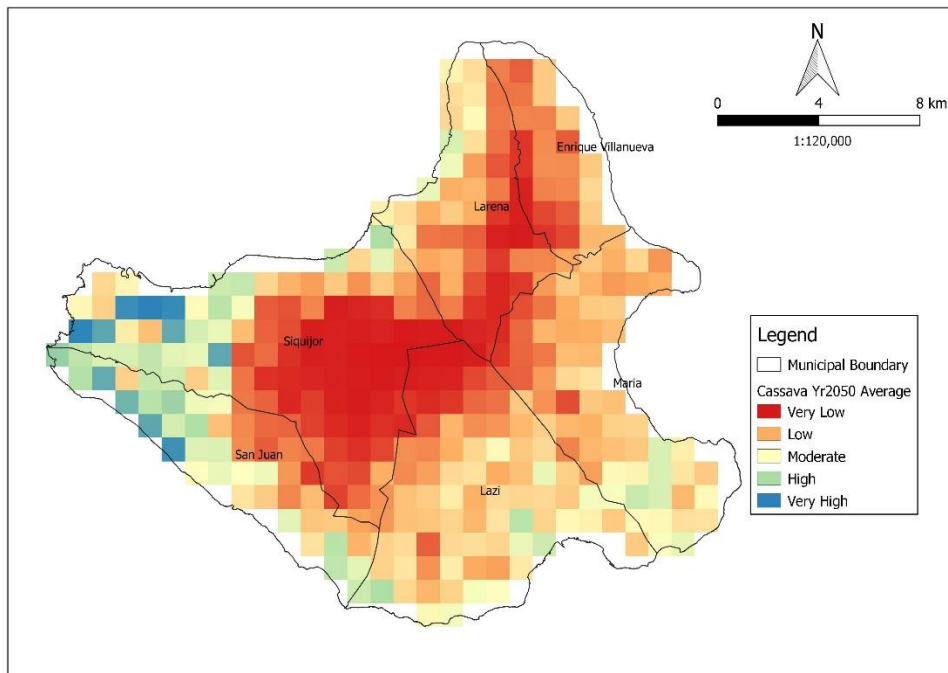 N
0 4 8 km
1:120,000
Enrique Villanueva
Larena
Siquijor
Maria
San Juan
Lazi
Legend
Municipal Boundary
Cassava Yr2050 Average
Very Low
Low
Moderate
High
Very High